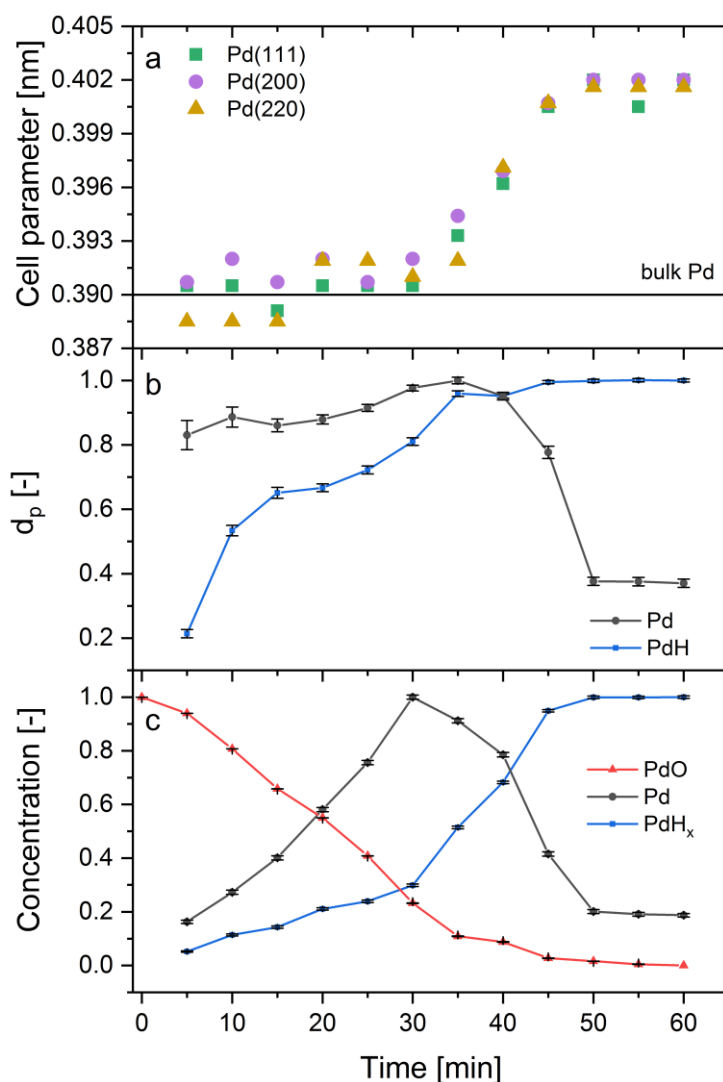 0.405
a
Pd(111)
Pd(200)
Pd(220)
0.402
0.399
0.396
0.393
0.390
0.387
Cell parameter [nm]
bulk Pd
b
1.0
0.8
0.6
0.4
0.2
dp [-]
Pd
PdH
c
1.0
0.8
0.6
0.4
0.2
0.0
Concentration [-]
PdO
Pd
PdHx
0 10 20 30 40 50 60
Time [min]